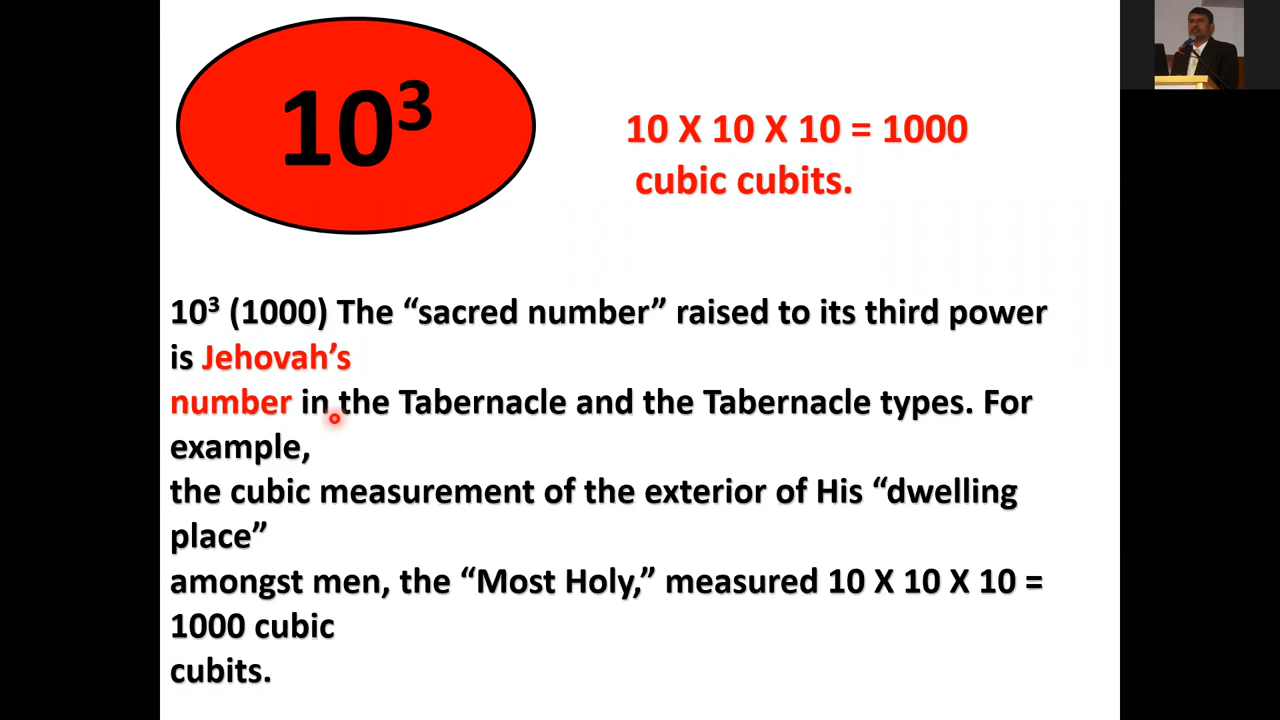 10³
10 X 10 X 10 = 1000
cubic cubits.
10³ (1000) The “sacred number” raised to its third power
is Jehovah’s
number in the Tabernacle and the Tabernacle types. For
example,
the cubic measurement of the exterior of His “dwelling
place”
amongst men, the “Most Holy,” measured 10 X 10 X 10 =
1000 cubic
cubits.